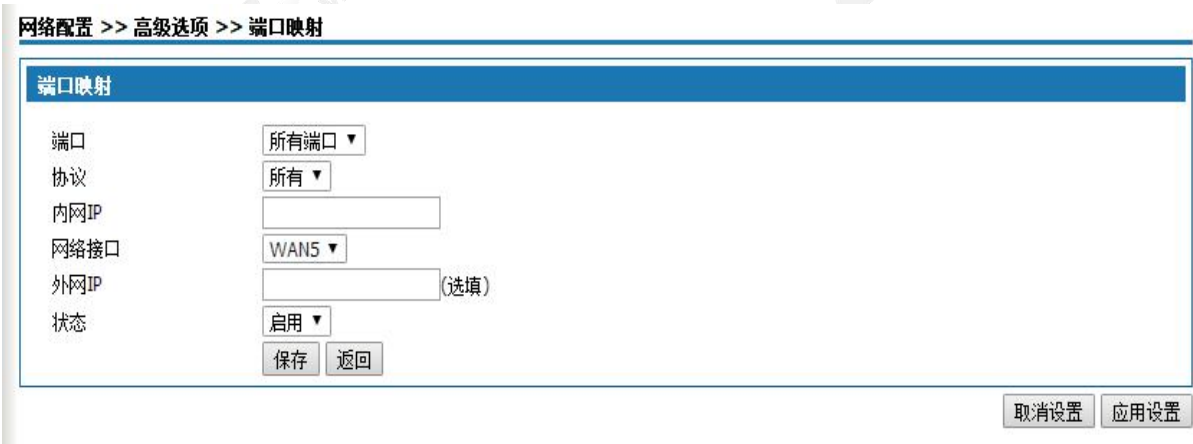 网络配置 >> 高级选项 >> 端口映射
端口映射
端口 所有端口
协议 所有
内网IP
网络接口 WAN5
外网IP (选填)
状态 启用
保存 返回
取消设置 应用设置